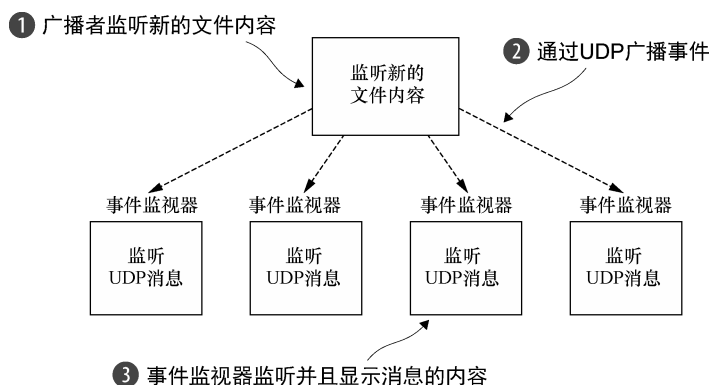 ❶ 广播者监听新的文件内容
❷ 通过UDP广播事件
监听新的
文件内容
事件监视器
事件监视器
事件监视器
事件监视器
监听
UDP消息
监听
UDP消息
监听
UDP消息
监听
UDP消息
❸ 事件监视器监听并且显示消息的内容